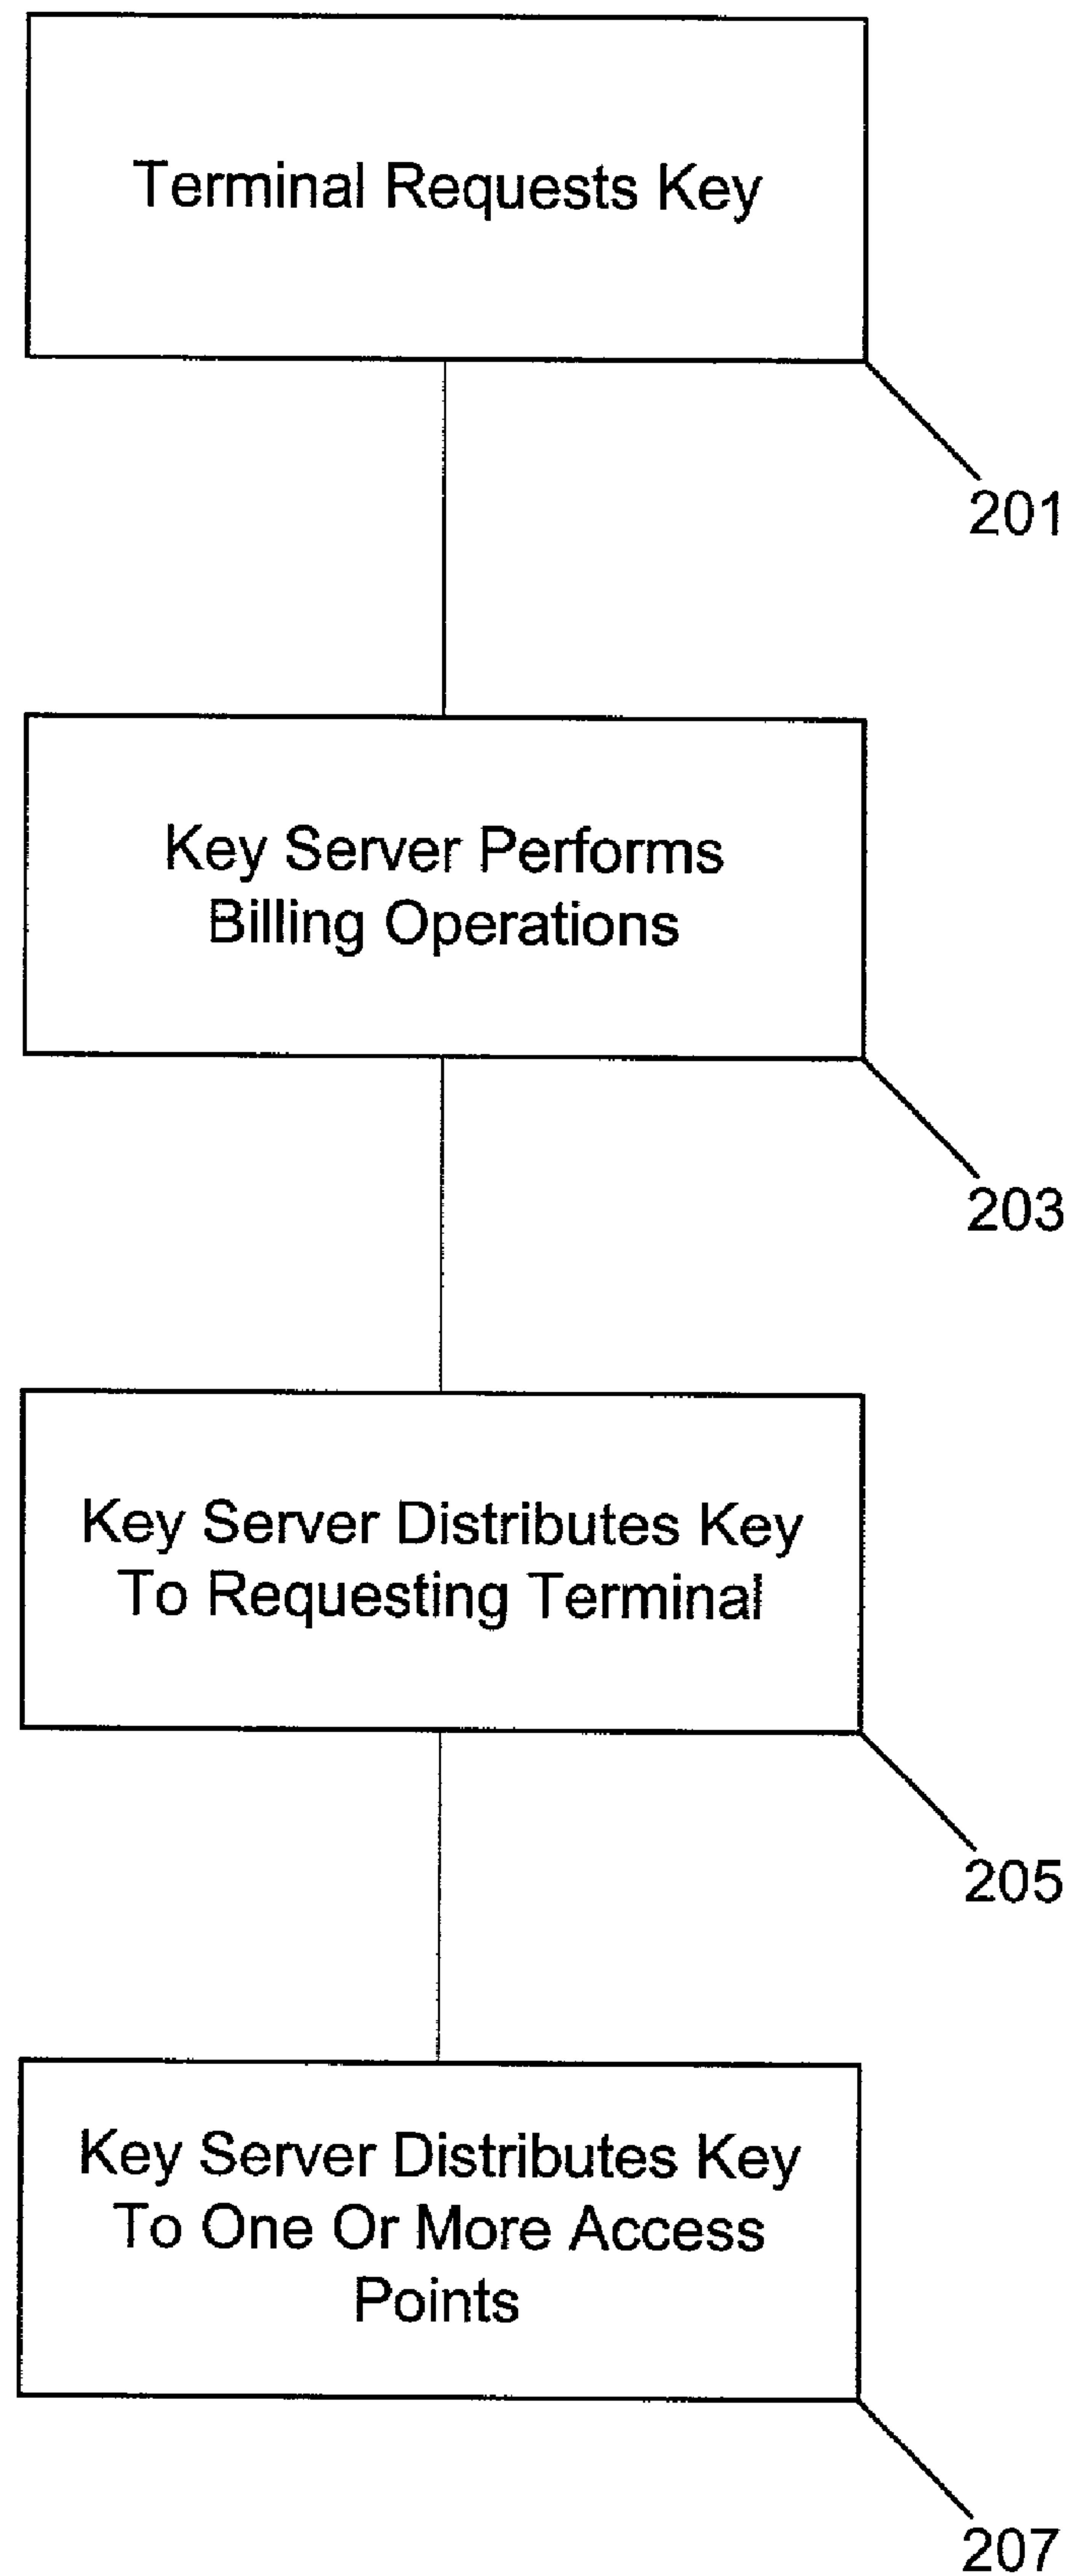 Terminal Requests Key
201
Key Server Performs
Billing Operations
203
Key Server Distributes Key
To Requesting Terminal
205
Key Server Distributes Key
To One Or More Access
Points
207